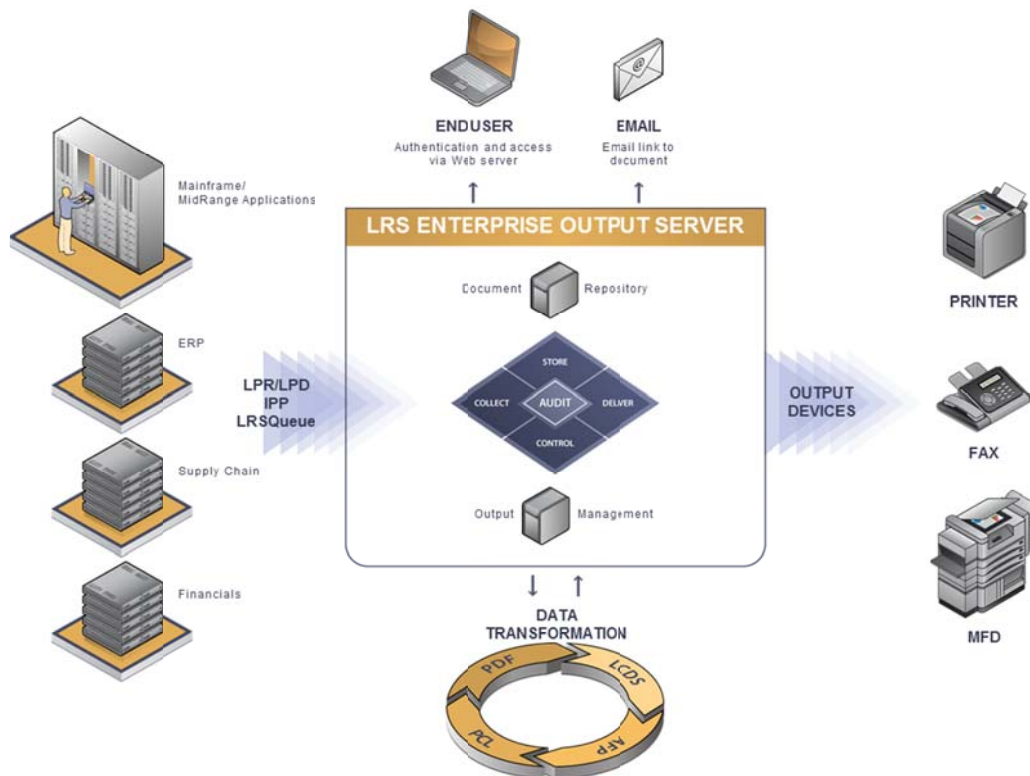 ENDUSER
Authentication and access
via Web server
EMAIL
Email link to
document
Mainframe/
MidRange Applications
ERP
Supply Chain
Financials
LPR/LPD
IPP
LRSQueue
LRS ENTERPRISE OUTPUT SERVER
Document Repository
STORE
COLLECT AUDIT DELIVER
CONTROL
Output Management
OUTPUT
DEVICES
PRINTER
FAX
MFD
DATA
TRANSFORMATION
PDF
LCDS
PCL
AFP